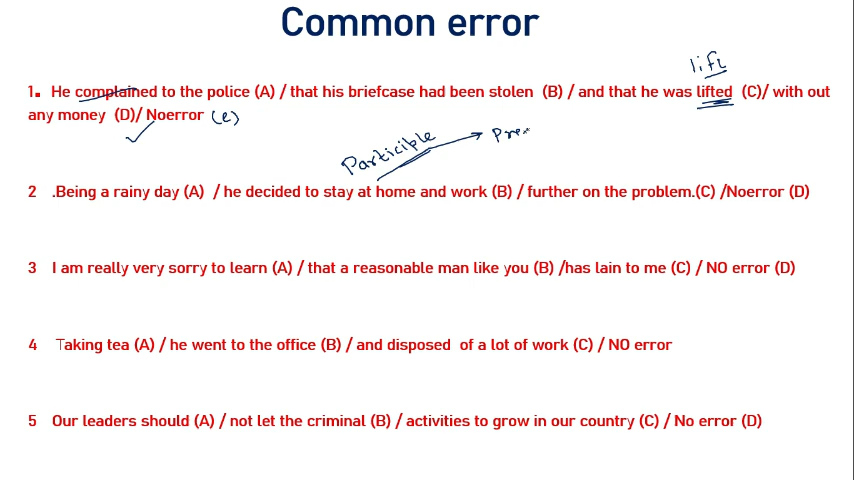 Common error
lift
1. He complained to the police (A) / that his briefcase had been stolen (B) / and that he was lifted (C)/ with out
any money (D)/ Noerror (e)
Participle → Pre
2 .Being a rainy day (A) / he decided to stay at home and work (B) / further on the problem.(C) /Noerror (D)
3 I am really very sorry to learn (A) / that a reasonable man like you (B) /has lain to me (C) / NO error (D)
4 Taking tea (A) / he went to the office (B) / and disposed of a lot of work (C) / NO error
5 Our leaders should (A) / not let the criminal (B) / activities to grow in our country (C) / No error (D)